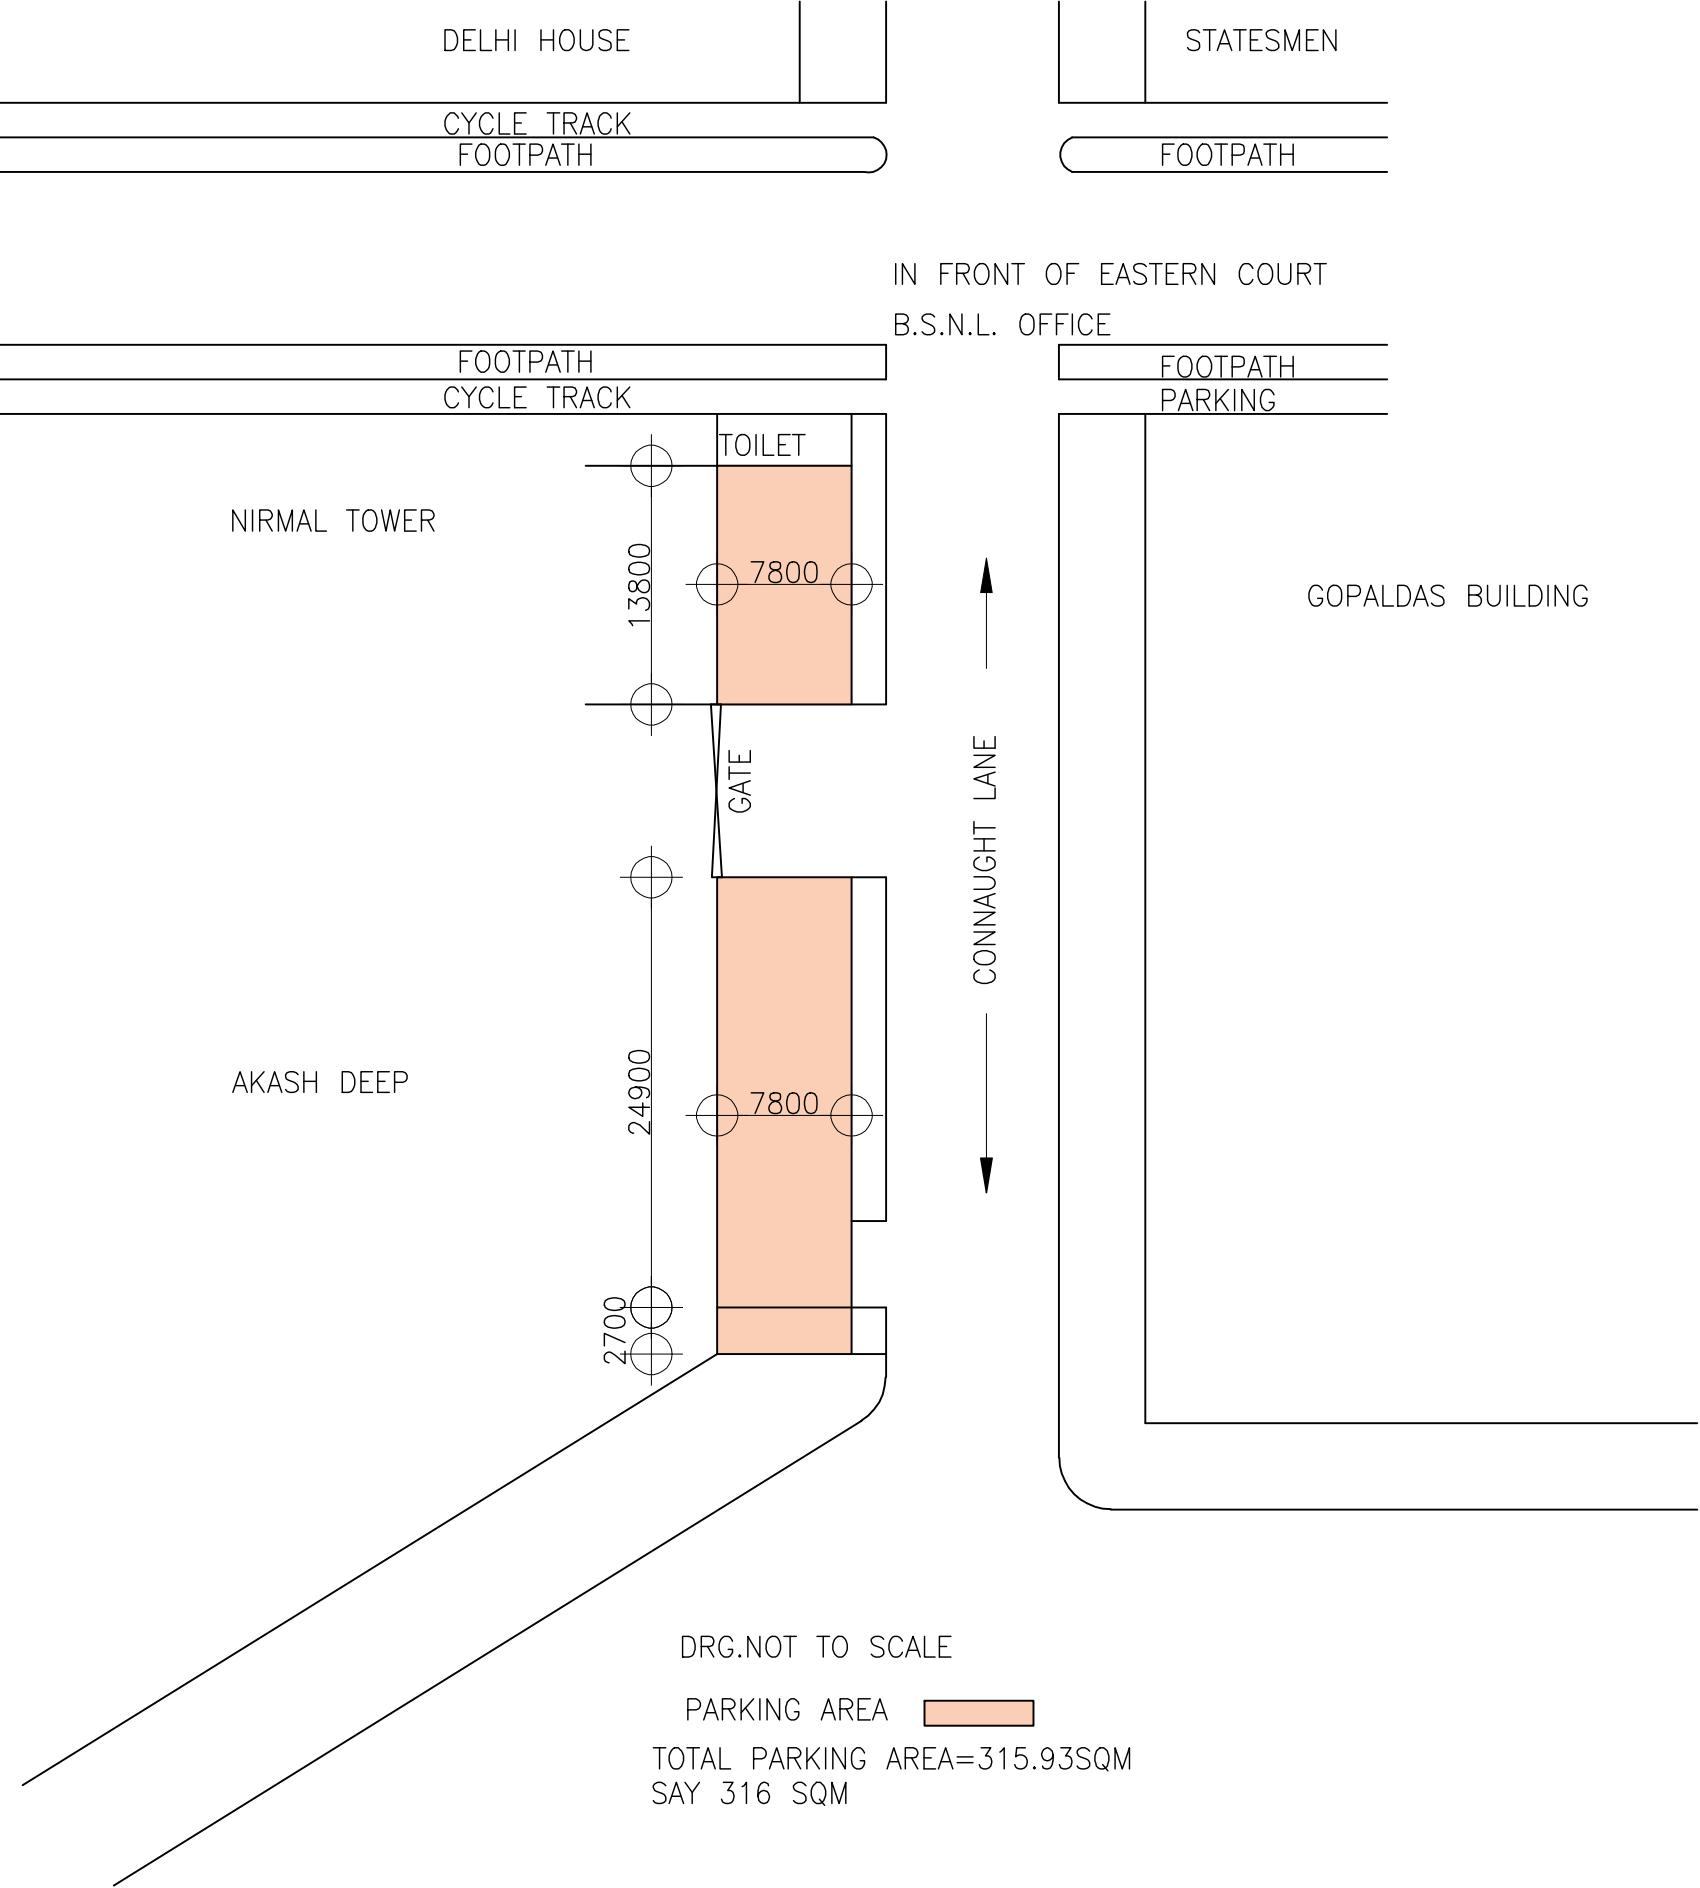 DELHI HOUSE
STATESMEN
CYCLE TRACK
FOOTPATH
FOOTPATH
IN FRONT OF EASTERN COURT
B.S.N.L. OFFICE
FOOTPATH
CYCLE TRACK
FOOTPATH
PARKING
TOILET
NIRMAL TOWER
13800
7800
GOPALDAS BUILDING
GATE
CONNAUGHT LANE
AKASH DEEP
24900
7800
2700
DRG.NOT TO SCALE
PARKING AREA
TOTAL PARKING AREA=315.93SQM
SAY 316 SQM